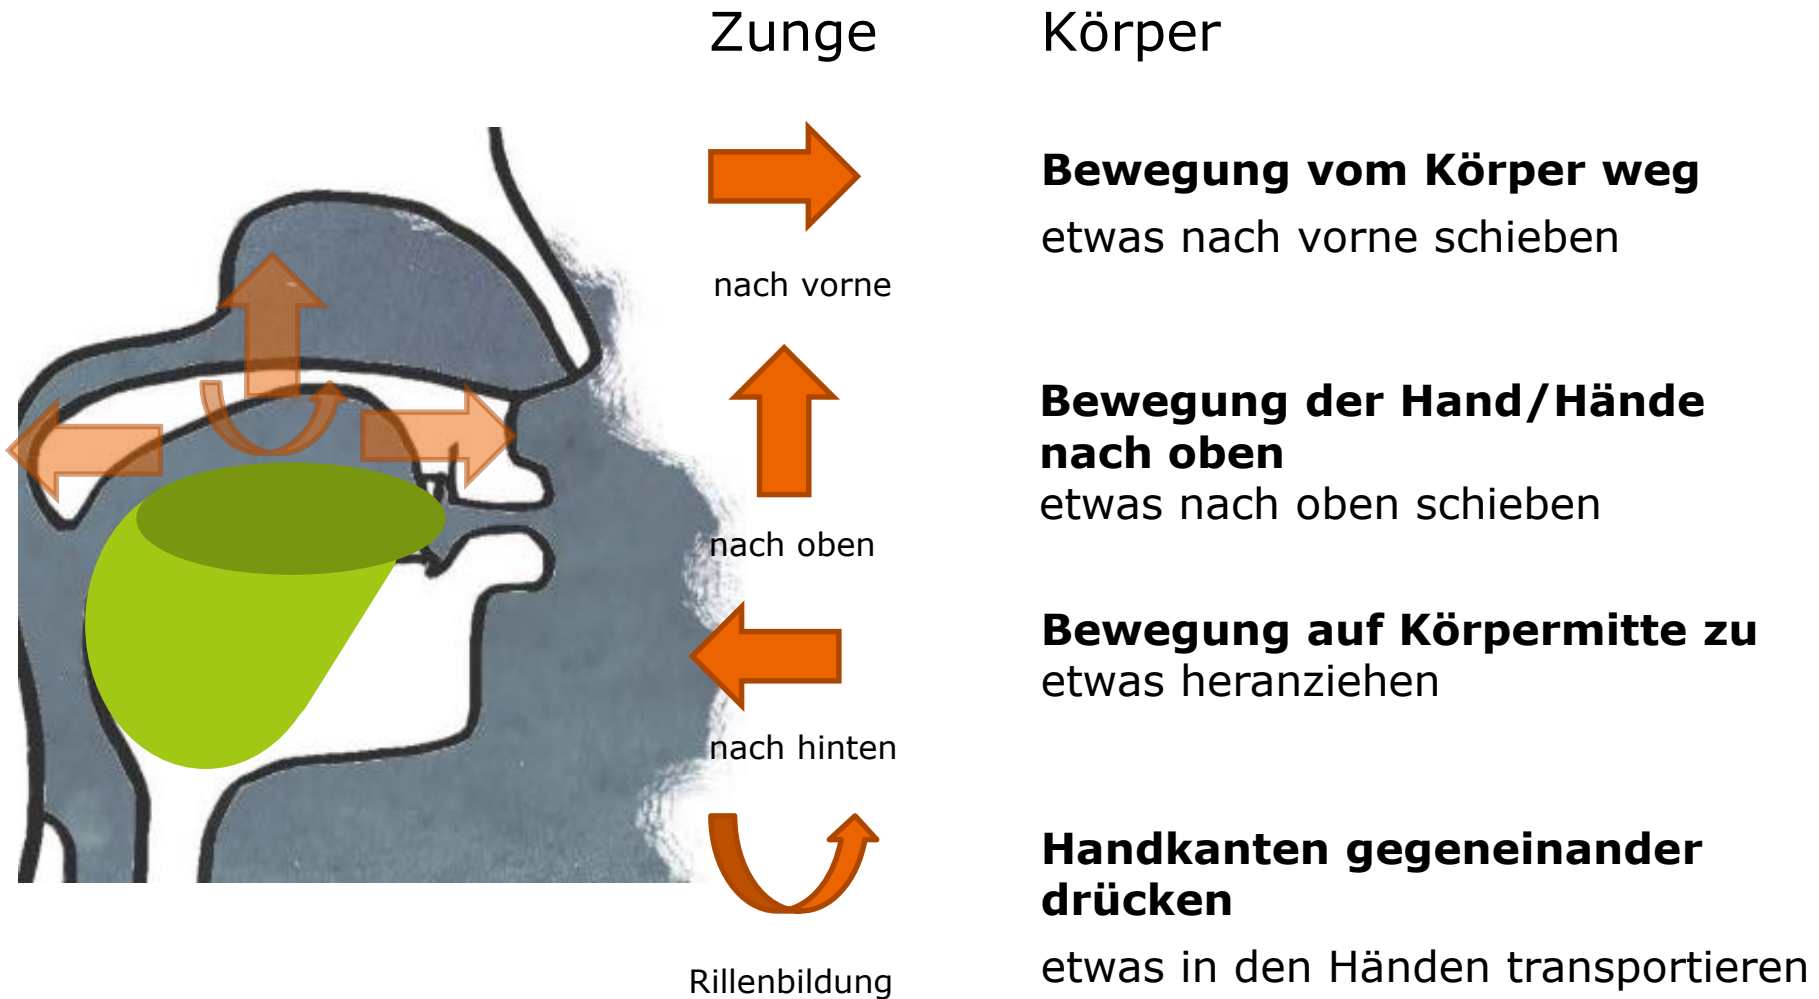 Zunge
Körper
Bewegung vom Körper weg
etwas nach vorne schieben
nach vorne
Bewegung der Hand/Hände
nach oben
etwas nach oben schieben
nach oben
Bewegung auf Körpermitte zu
etwas heranziehen
nach hinten
Handkanten gegeneinander
drücken
etwas in den Händen transportieren
Rillenbildung